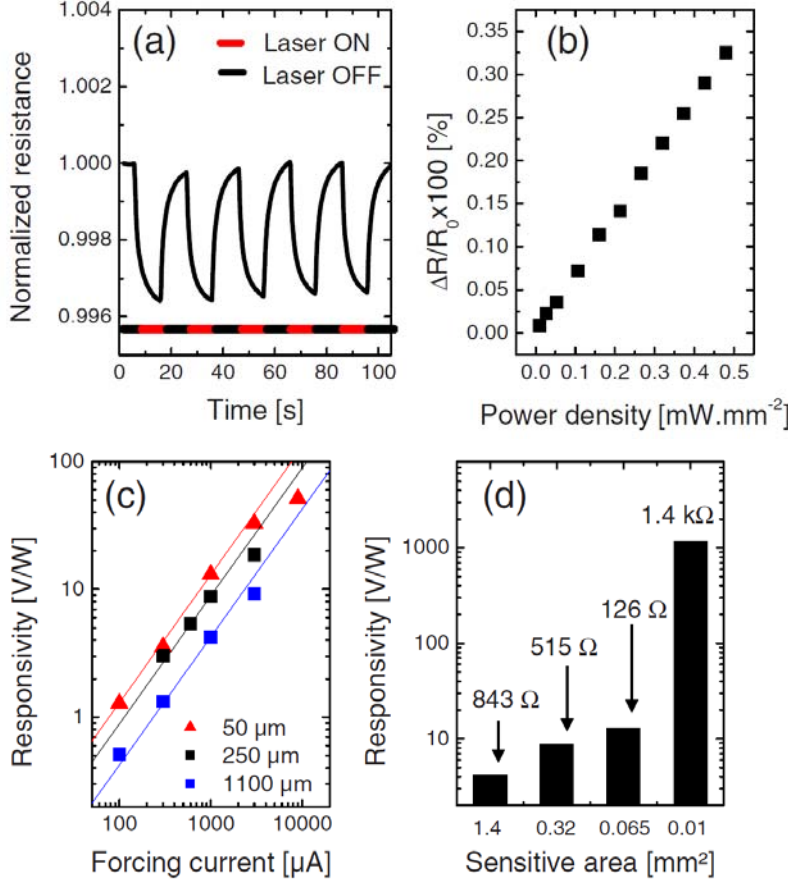 (a)
Laser ON
Laser OFF
1.004
1.002
1.000
0.998
0.996
Normalized resistance
0 20 40 60 80 100
Time [s]
(b)
0.35
0.30
0.25
0.20
0.15
0.10
0.05
0.00
ΔR/R₀x100 [%]
0.0 0.1 0.2 0.3 0.4 0.5
Power density [mW.mm⁻²]
(c)
100
10
1
Responsivity [V/W]
50 µm
250 µm
1100 µm
100 1000 10000
Forcing current [µA]
(d)
1000
100
10
Responsivity [V/W]
843 Ω
515 Ω
126 Ω
1.4 kΩ
1.4 0.32 0.065 0.01
Sensitive area [mm²]